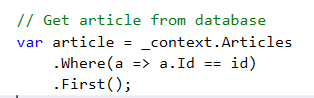 // Get article from database
var article = _context.Articles
.Where(a => a.Id == id)
.First();